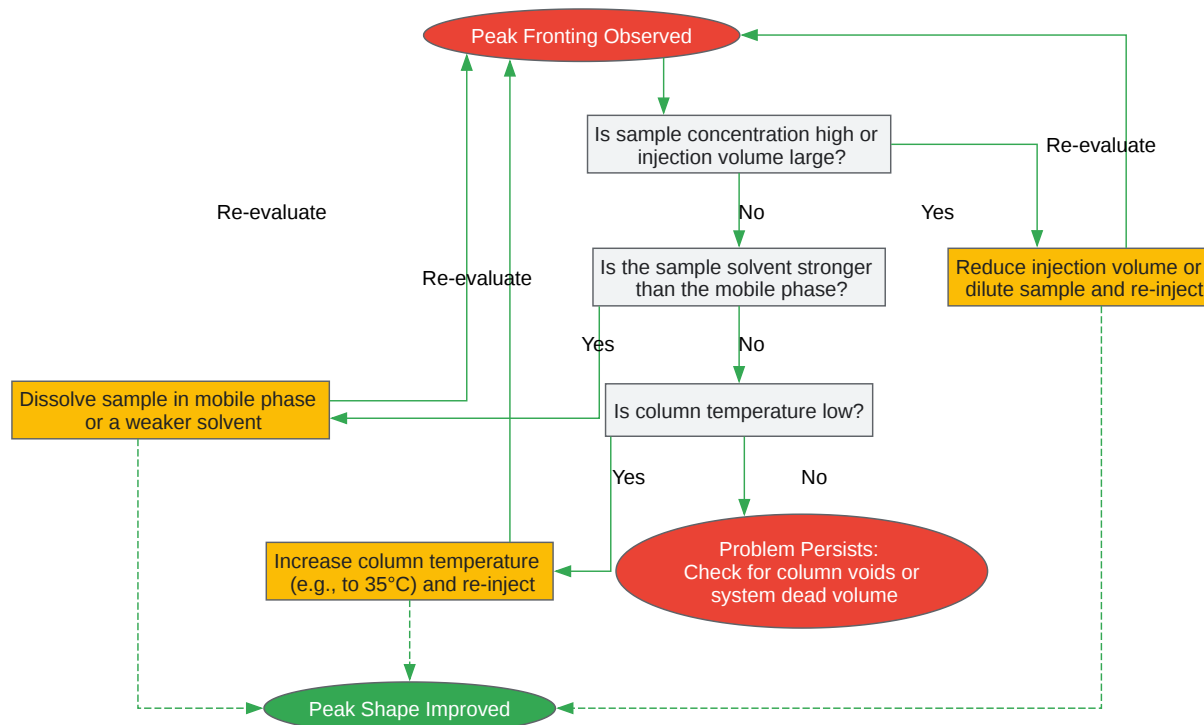 Peak Fronting Observed
Is sample concentration high or
injection volume large?
Re-evaluate
Re-evaluate
No
Yes
Re-evaluate
Is the sample solvent stronger
than the mobile phase?
Reduce injection volume or
dilute sample and re-inject
Yes
No
Dissolve sample in mobile phase
or a weaker solvent
Is column temperature low?
Yes
No
Increase column temperature
(e.g., to 35°C) and re-inject
Problem Persists:
Check for column voids or
system dead volume
Peak Shape Improved